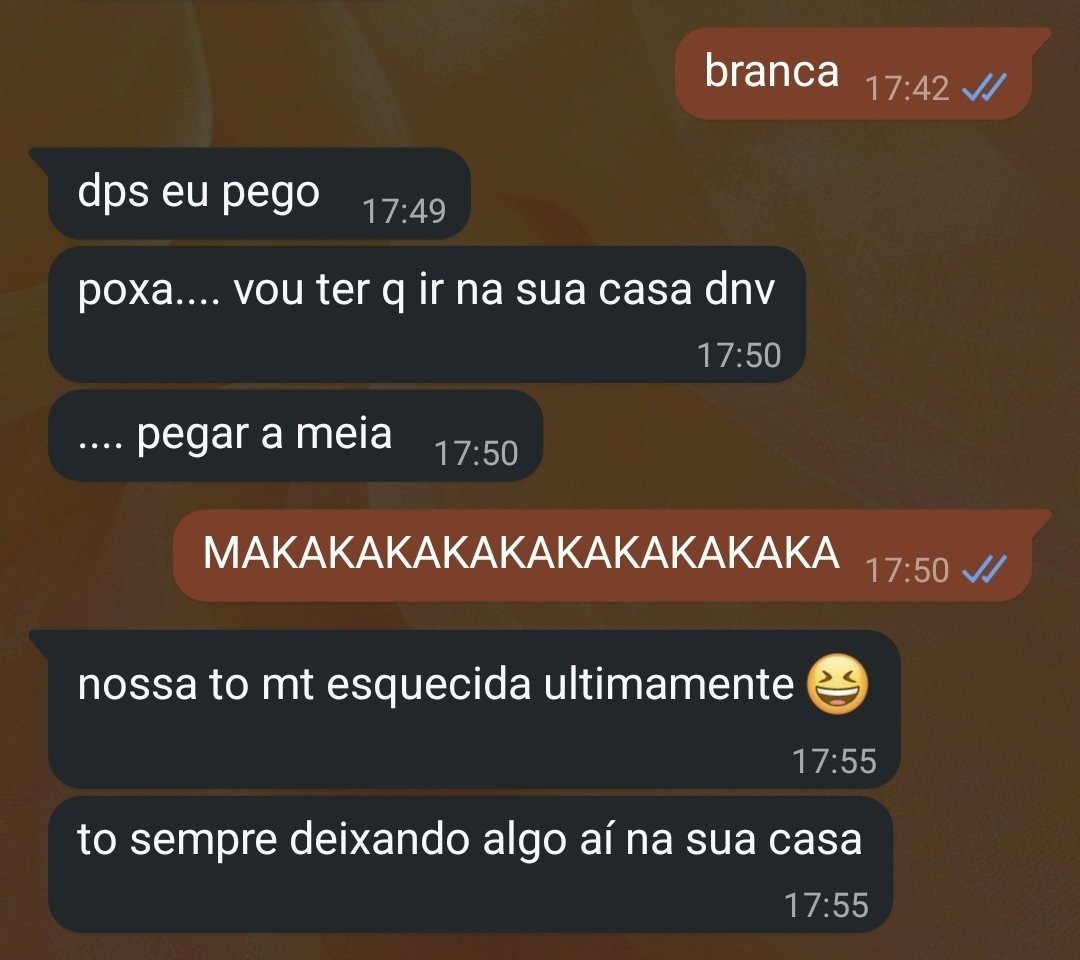 branca 17:42
dps eu pego 17:49
poxa.... vou ter q ir na sua casa dnv
17:50
.... pegar a meia 17:50
MAKAKAKAKAKAKAKAKAKAKA 17:50
nossa to mt esquecida ultimamente 😆
17:55
to sempre deixando algo aí na sua casa
17:55